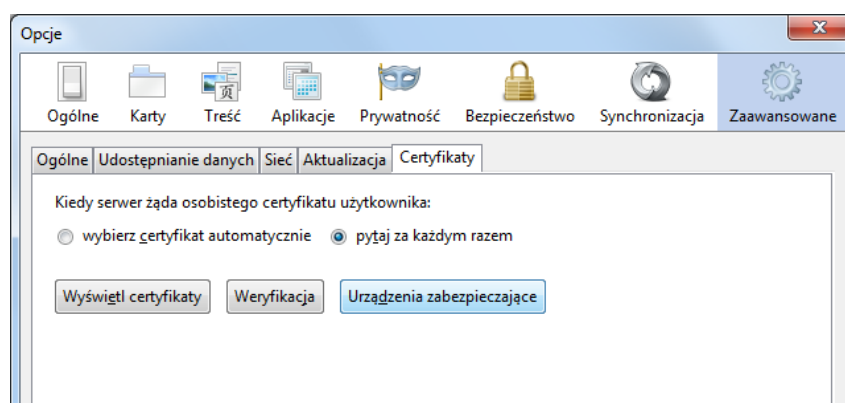 Opcje
x
Ogólne Karty Treść Aplikacje Prywatność Bezpieczeństwo Synchronizacja Zaawansowane
Ogólne Udostępnianie danych Sieć Aktualizacja Certyfikaty
Kiedy serwer żąda osobistego certyfikatu użytkownika:
wybierz certyfikat automatycznie pytaj za każdym razem
Wyświetl certyfikaty Weryfikacja Urządzenia zabezpieczające